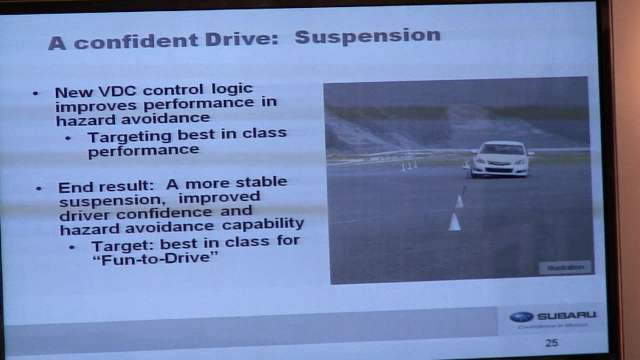 A confident Drive: Suspension
• New VDC control logic
improves performance in
hazard avoidance
• Targeting best in class
performance
• End result: A more stable
suspension, improved
driver confidence and
hazard avoidance capability
• Target: best in class for
“Fun-to-Drive”
Illustration
SUBARU
Confidence in Motion
25